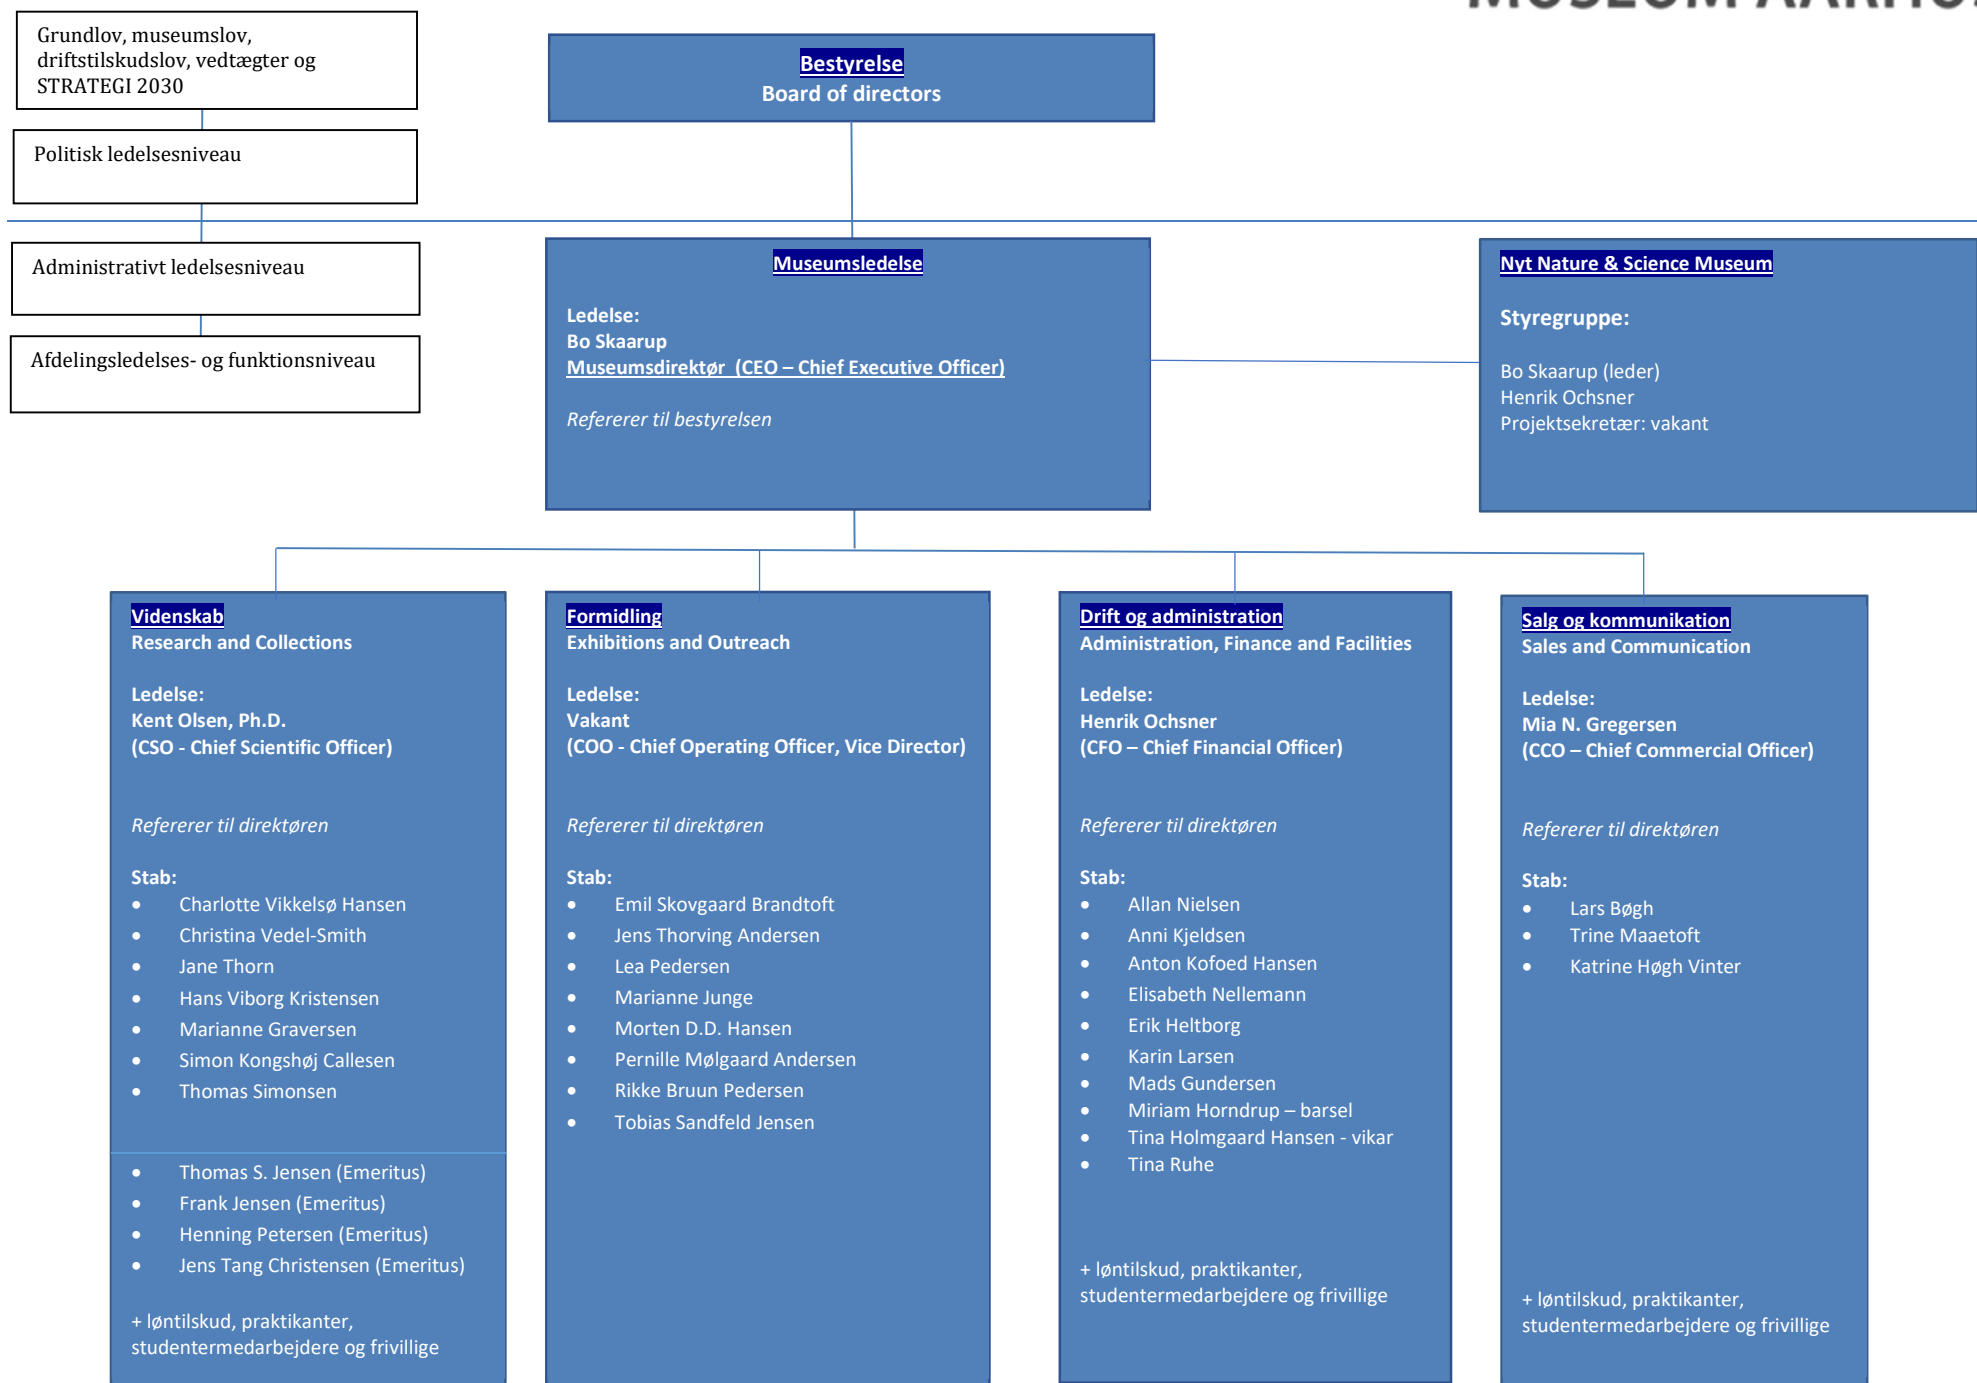 MUSEUM AARHUS
Grundlov, museumslov,
driftstilskudslov, vedtægter og
STRATEGI 2030
Politisk ledelsesniveau
Administrativt ledelsesniveau
Afdelingsledelses- og funktionsniveau
Bestyrelse
Board of directors
Museumsledelse
Ledelse:
Bo Skaarup
Museumsdirektør (CEO – Chief Executive Officer)
Refererer til bestyrelsen
Nyt Nature & Science Museum
Styregruppe:
Bo Skaarup (leder)
Henrik Ochsner
Projektsekretær: vakant
Videnskab
Research and Collections
Ledelse:
Kent Olsen, Ph.D.
(CSO - Chief Scientific Officer)
Refererer til direktøren
Stab:
• Charlotte Vikkelsø Hansen
• Christina Vedel-Smith
• Jane Thorn
• Hans Viborg Kristensen
• Marianne Graversen
• Simon Kongshøj Callesen
• Thomas Simonsen
• Thomas S. Jensen (Emeritus)
• Frank Jensen (Emeritus)
• Henning Petersen (Emeritus)
• Jens Tang Christensen (Emeritus)
+ løntilskud, praktikanter,
studentermedarbejdere og frivillige
Formidling
Exhibitions and Outreach
Ledelse:
Vakant
(COO - Chief Operating Officer, Vice Director)
Refererer til direktøren
Stab:
• Emil Skovgaard Brandtoft
• Jens Thorving Andersen
• Lea Pedersen
• Marianne Junge
• Morten D.D. Hansen
• Pernille Mølgaard Andersen
• Rikke Bruun Pedersen
• Tobias Sandfeld Jensen
Drift og administration
Administration, Finance and Facilities
Ledelse:
Henrik Ochsner
(CFO – Chief Financial Officer)
Refererer til direktøren
Stab:
• Allan Nielsen
• Anni Kjeldsen
• Anton Kofoed Hansen
• Elisabeth Nellemann
• Erik Heltborg
• Karin Larsen
• Mads Gundersen
• Miriam Horndrup – barsel
• Tina Holmgaard Hansen - vikar
• Tina Ruhe
+ løntilskud, praktikanter,
studentermedarbejdere og frivillige
Salg og kommunikation
Sales and Communication
Ledelse:
Mia N. Gregersen
(CCO – Chief Commercial Officer)
Refererer til direktøren
Stab:
• Lars Bøgh
• Trine Maaetoft
• Katrine Høgh Vinter
+ løntilskud, praktikanter,
studentermedarbejdere og frivillige